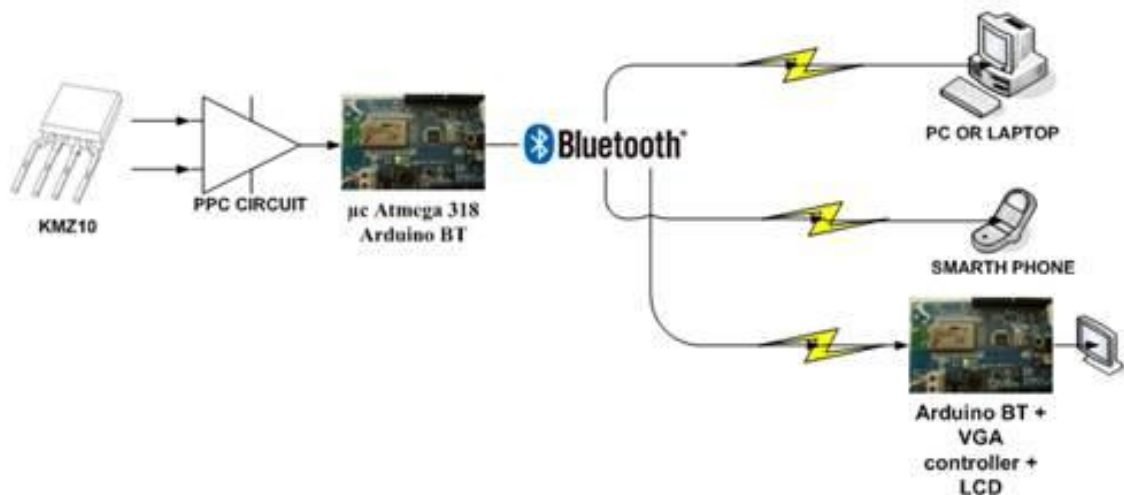 KMZ10
PPC CIRCUIT
µc Atmega 318
Arduino BT
Bluetooth
PC OR LAPTOP
SMARTH PHONE
Arduino BT +
VGA
controller +
LCD